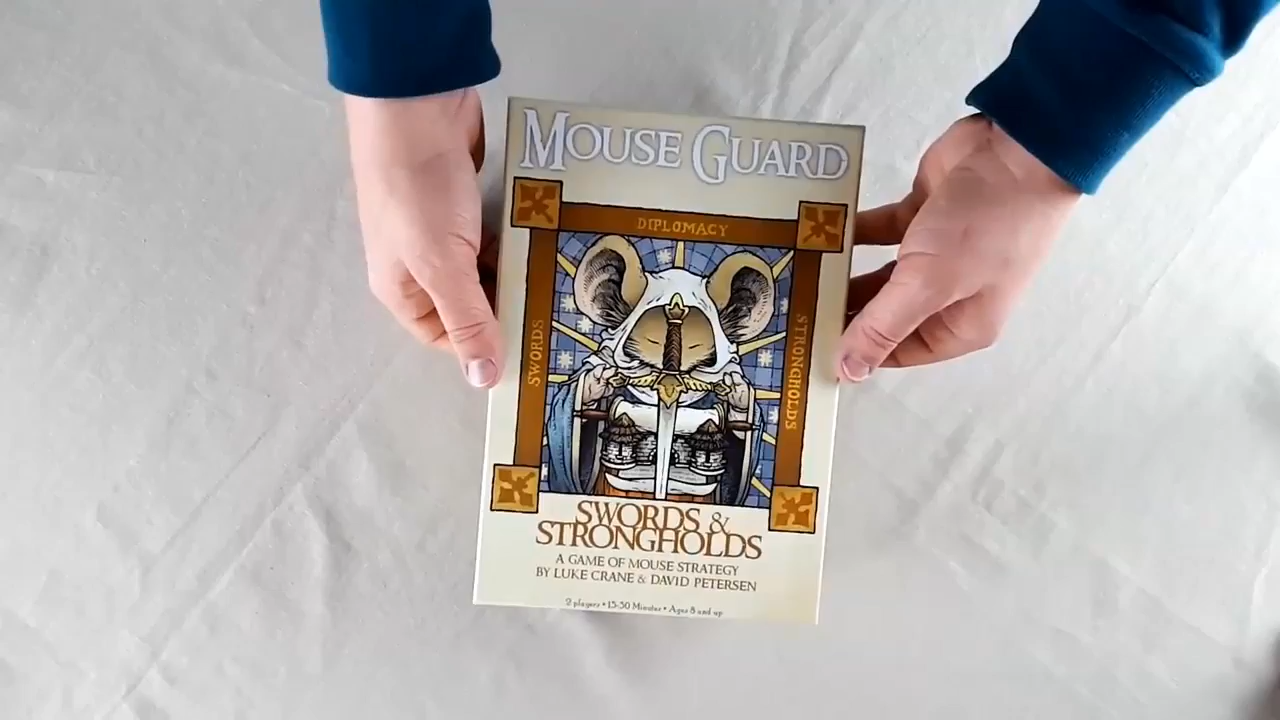 MOUSE GUARD
DIPLOMACY
SWORDS
STRONGHOLDS
SWORDS &
STRONGHOLDS
A GAME OF MOUSE STRATEGY
BY LUKE CRANE & DAVID PETERSEN
2 players • 15-30 Minutes • Ages 8 and up